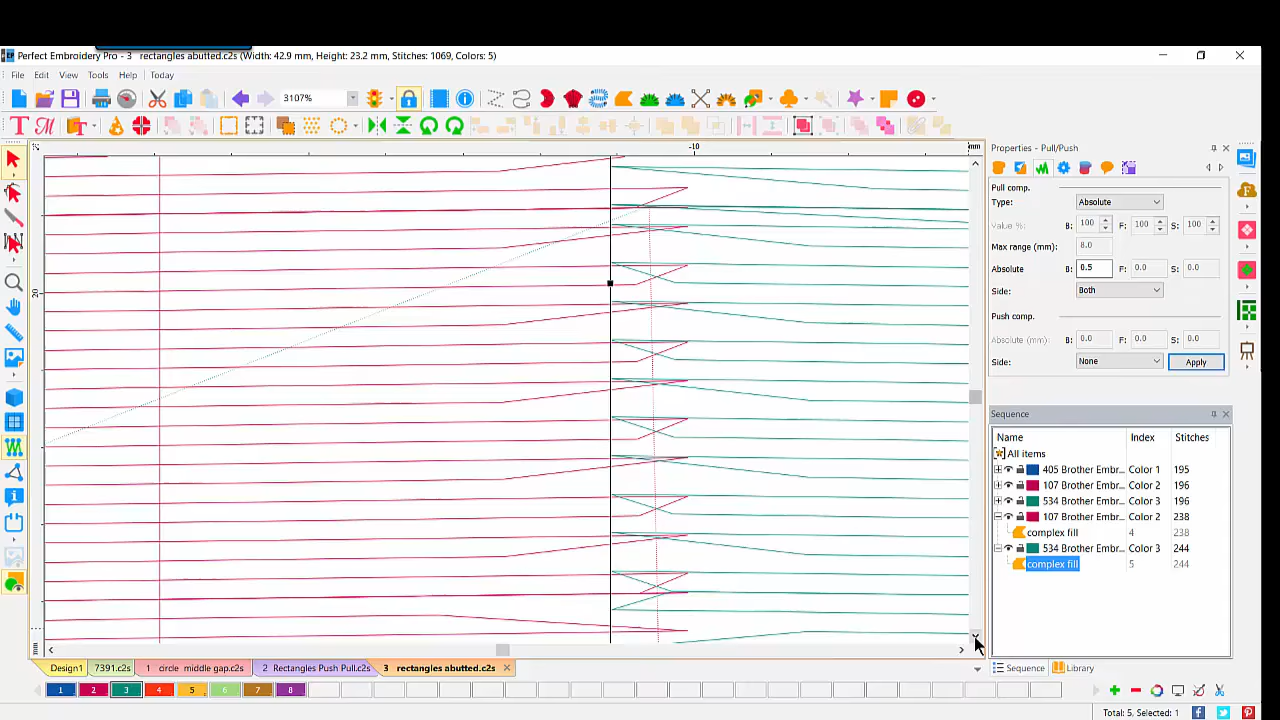 Perfect Embroidery Pro - 3 rectangles abutted.c2s (Width: 42.9 mm, Height: 23.2 mm, Stitches: 1069, Colors: 5)
File Edit View Tools Help Today
3107%
-10
mm
20
mm
Properties - Pull/Push
Pull comp.
Type: Absolute
Value %: B: 100 F: 100 S: 100
Max range (mm): 8.0
Absolute B: 0.5 F: 0.0 S: 0.0
Side: Both
Push comp.
Absolute (mm): 0.0 F: 0.0 S: 0.0
Side: None Apply
Sequence
Name Index Stitches
All items
405 Brother Embr... Color 1 195
107 Brother Embr... Color 2 196
534 Brother Embr... Color 3 196
107 Brother Embr... Color 2 238
complex fill 4 238
534 Brother Embr... Color 3 244
complex fill 5 244
Design1 7391.c2s 1 circle middle gap.c2s 2 Rectangles Push Pull.c2s 3 rectangles abutted.c2s
Sequence Library
1 2 3 4 5 6 7 8
Total: 5, Selected: 1